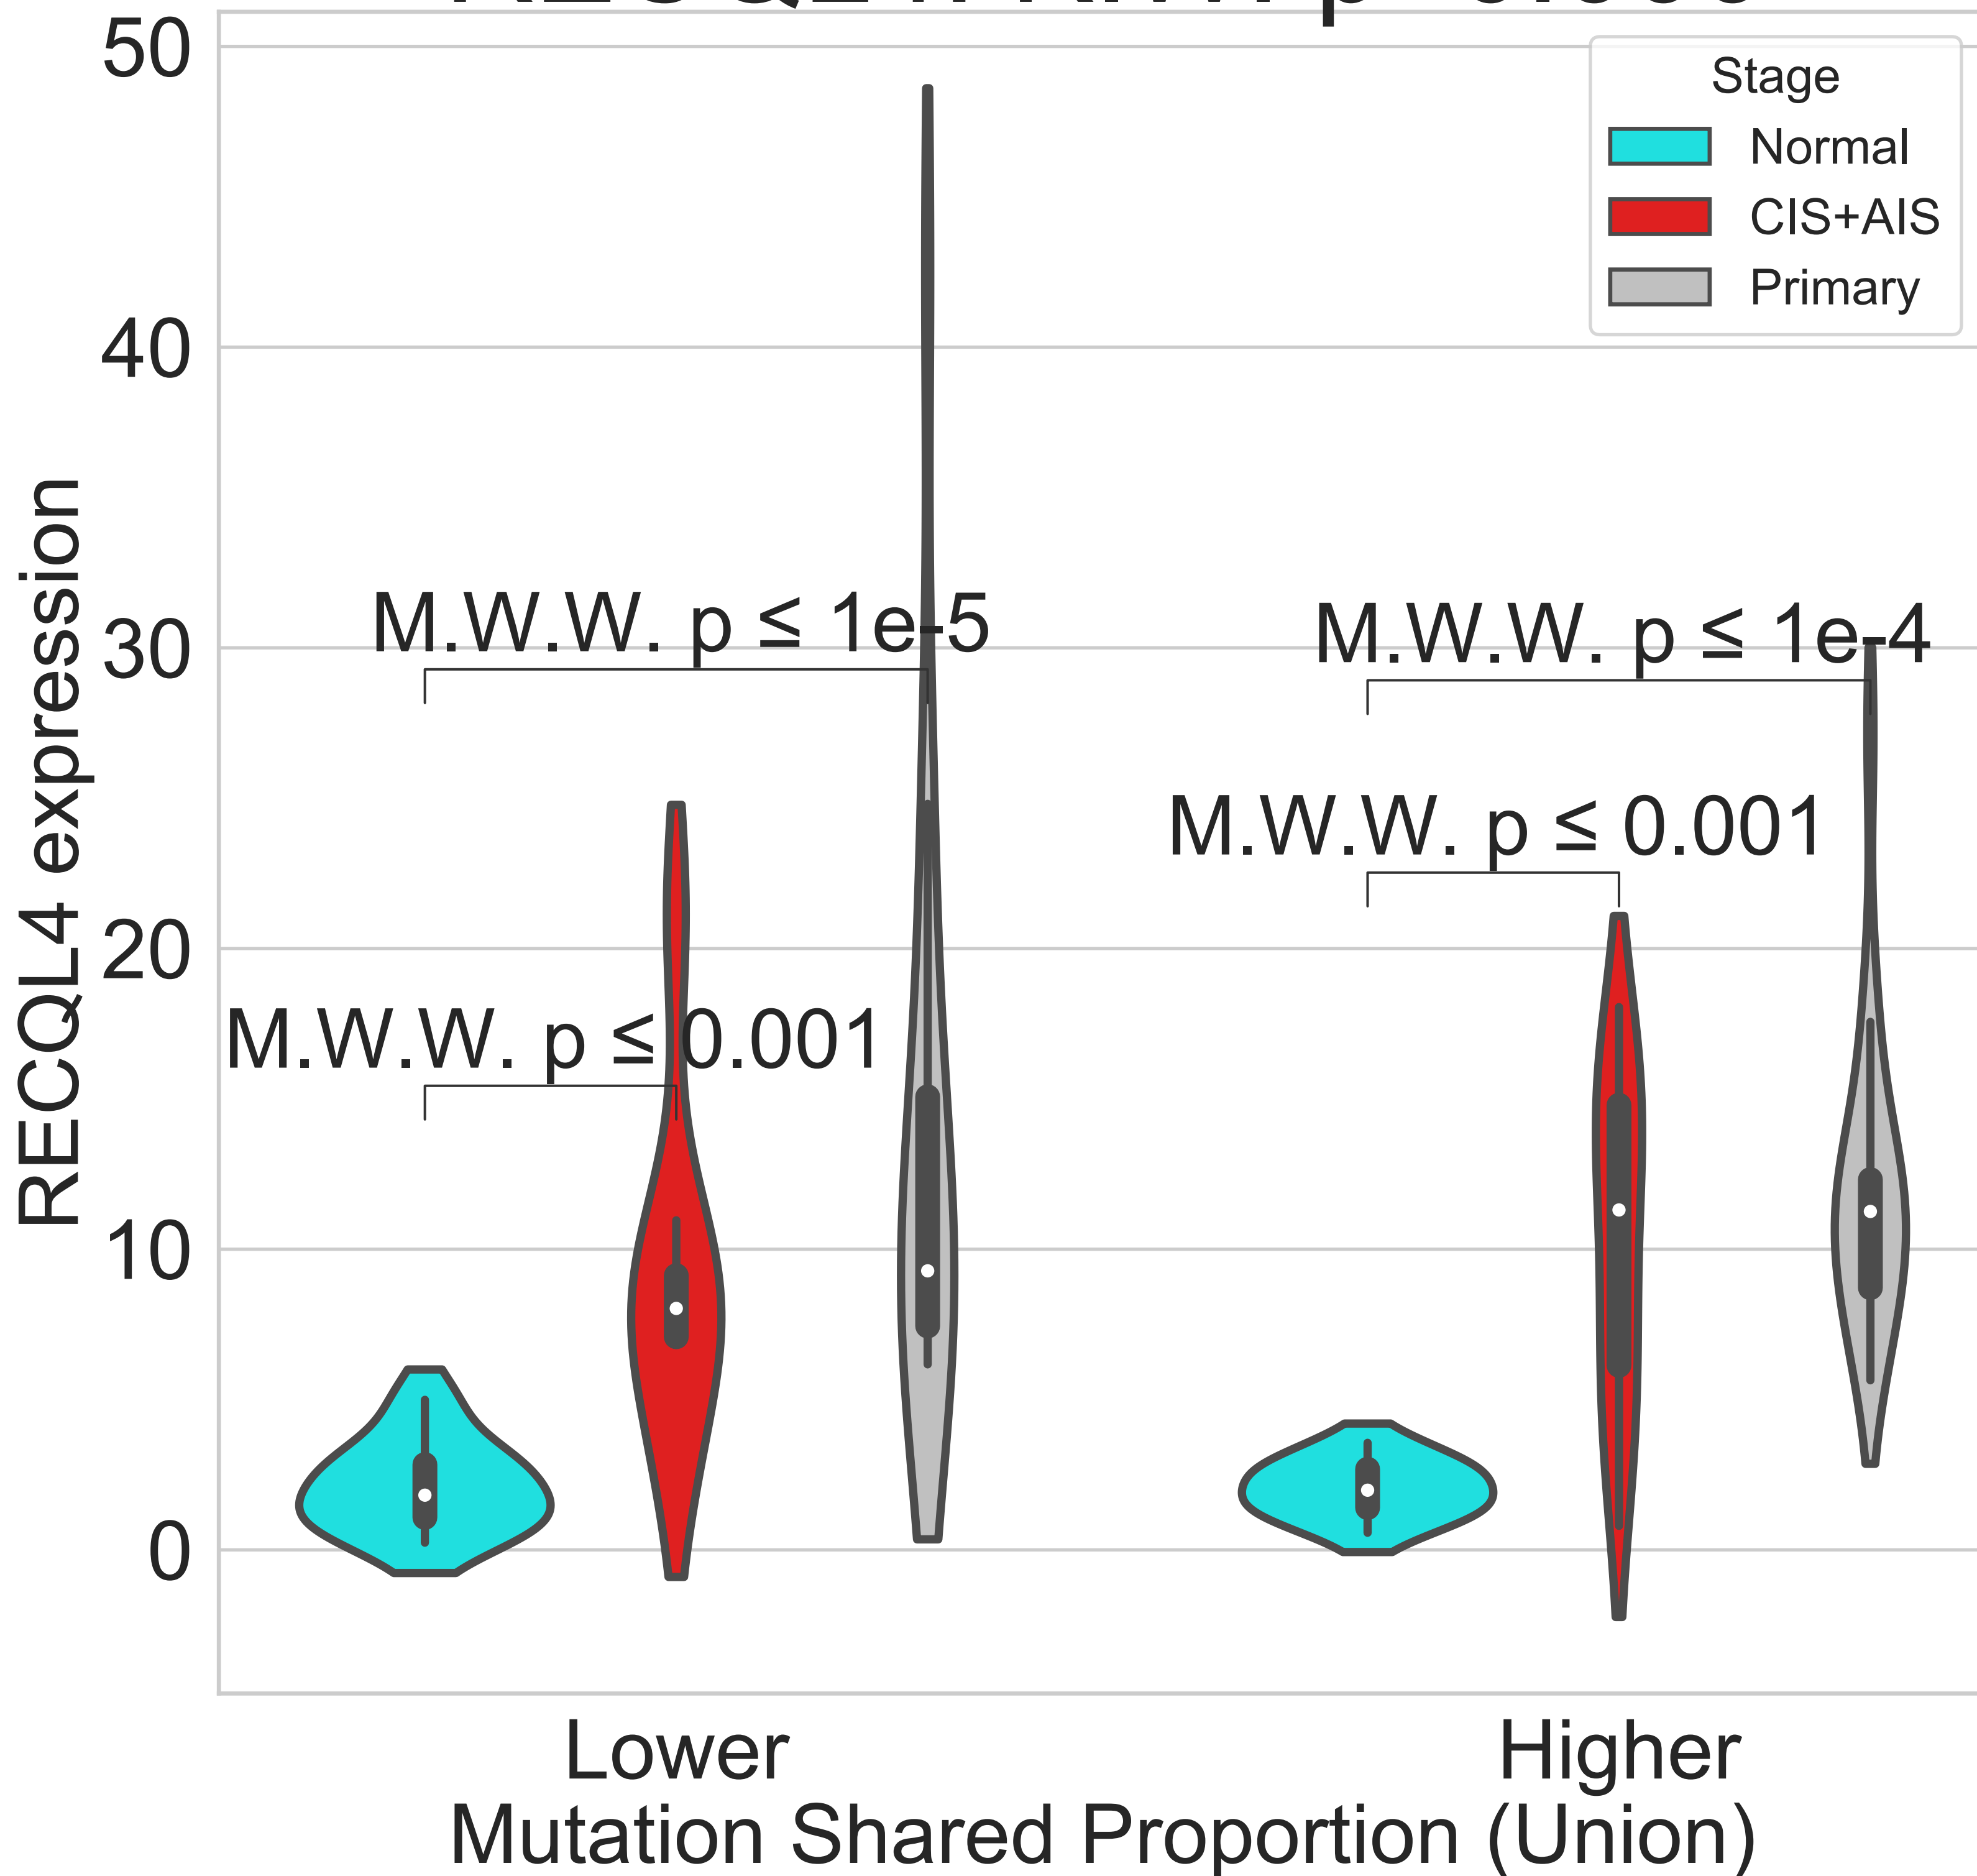 50
40
30
20
10
0
RECQL4 expression
Stage
Normal
CIS+AIS
Primary
M.W.W. p ≤ 1e-5
M.W.W. p ≤ 1e-4
M.W.W. p ≤ 0.001
M.W.W. p ≤ 0.001
Lower
Higher
Mutation Shared Proportion (Union)